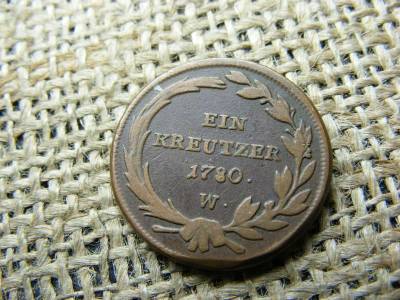 EIN
KREUTZER
1780.
W.